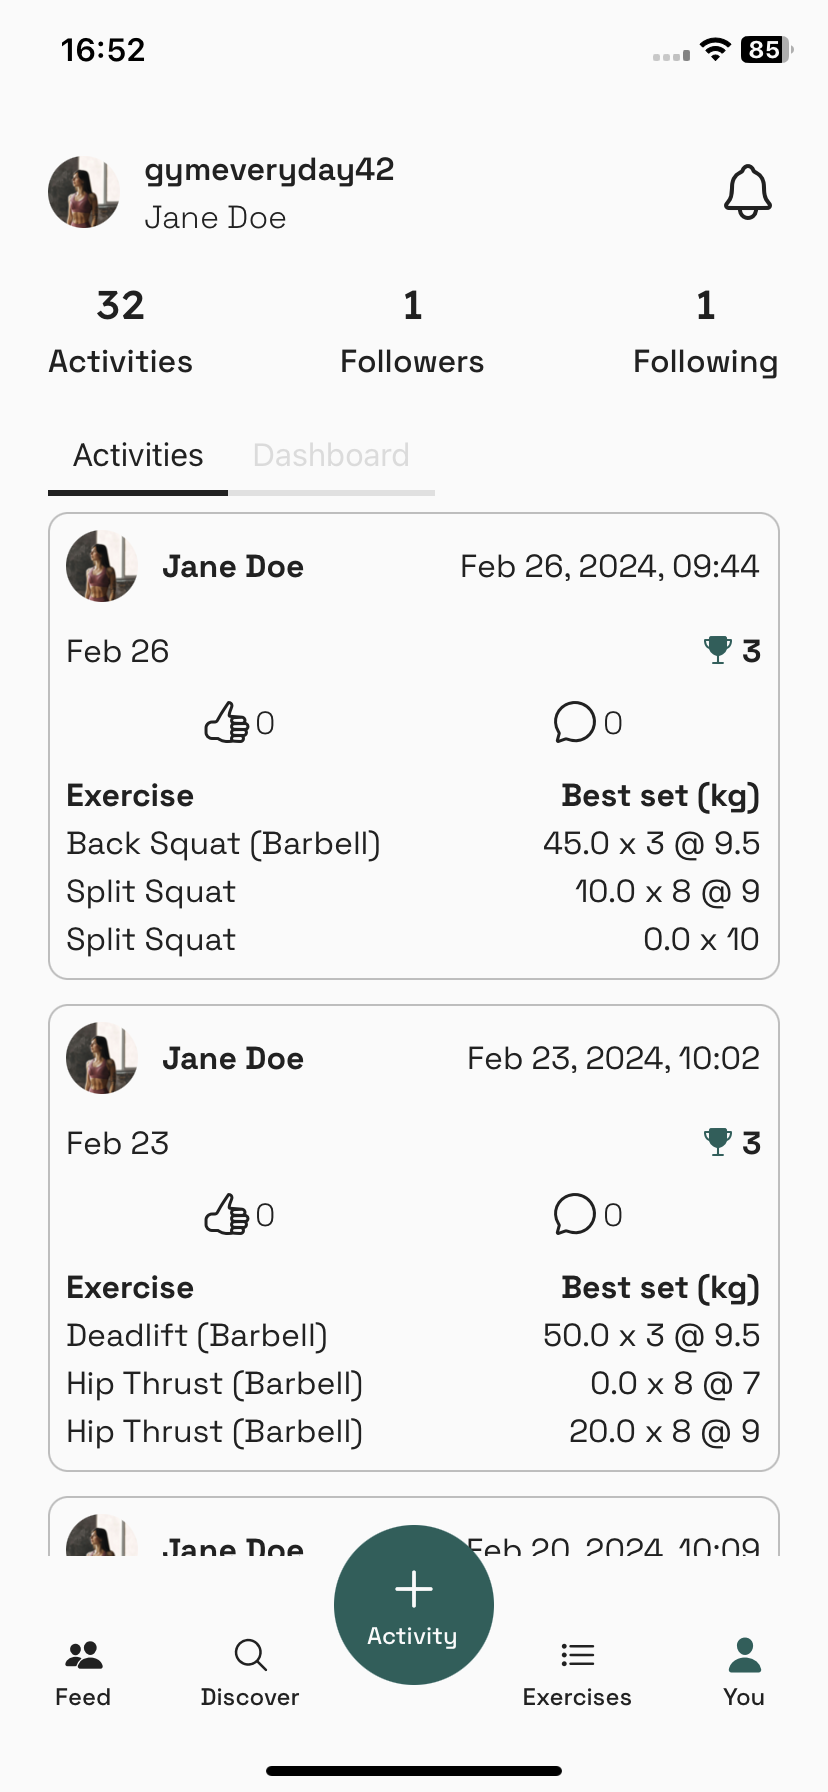 16:52
85
gymeveryday42
Jane Doe
32 1 1
Activities Followers Following
Activities Dashboard
Jane Doe Feb 26, 2024, 09:44
Feb 26 3
0 0
Exercise Best set (kg)
Back Squat (Barbell) 45.0 x 3 @ 9.5
Split Squat 10.0 x 8 @ 9
Split Squat 0.0 x 10
Jane Doe Feb 23, 2024, 10:02
Feb 23 3
0 0
Exercise Best set (kg)
Deadlift (Barbell) 50.0 x 3 @ 9.5
Hip Thrust (Barbell) 0.0 x 8 @ 7
Hip Thrust (Barbell) 20.0 x 8 @ 9
Jane Doe Feb 20, 2024, 10:09
Activity
Feed Discover Exercises You